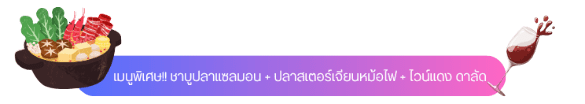 เมนูพิเศษ!! ชาบูปลาแซลมอน + ปลาสเตอร์เจียนหม้อไฟ + ไวน์แดง ดาลัด